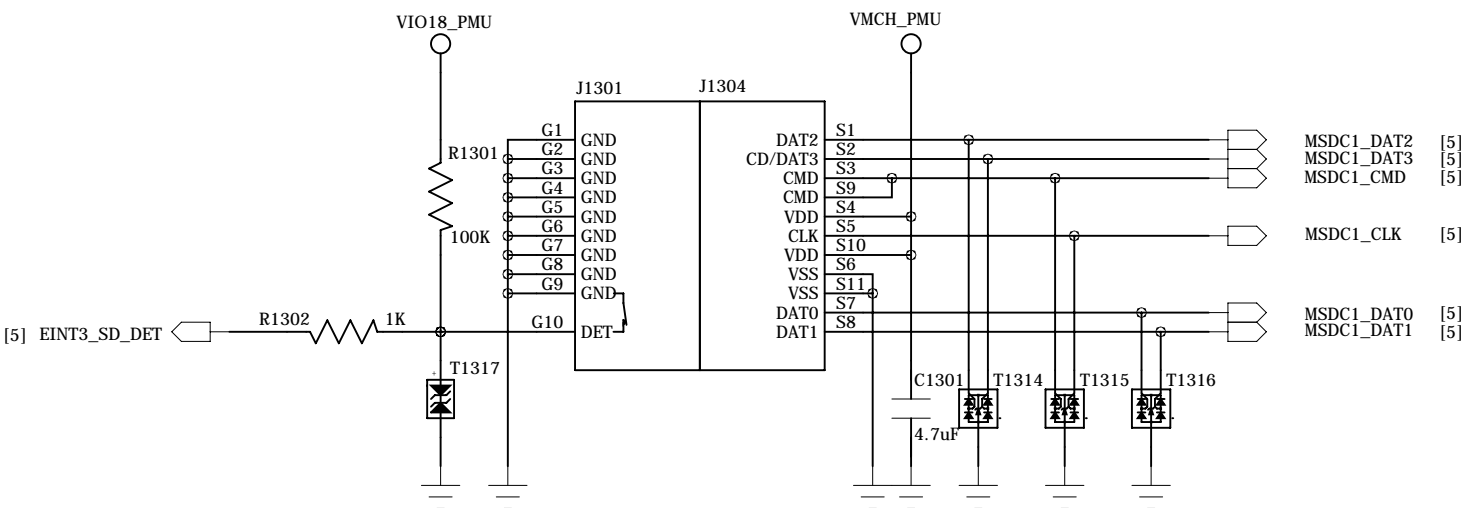 VIO18_PMU
VMCH_PMU
J1301 J1304
G1 GND DAT2 S1 MSDC1_DAT2 [5]
R1301 G2 GND CD/DAT3 S2 MSDC1_DAT3 [5]
G3 GND CMD S3 MSDC1_CMD [5]
G4 GND CMD S9
G5 GND VDD S4
100K G6 GND CLK S5 MSDC1_CLK [5]
G7 GND VDD S10
G8 GND VSS S6
G9 GND VSS S11
DAT0 S7 MSDC1_DAT0 [5]
[5] EINT3_SD_DET R1302 1K G10 DET DAT1 S8 MSDC1_DAT1 [5]
T1317 C1301 T1314 T1315 T1316
4.7uF